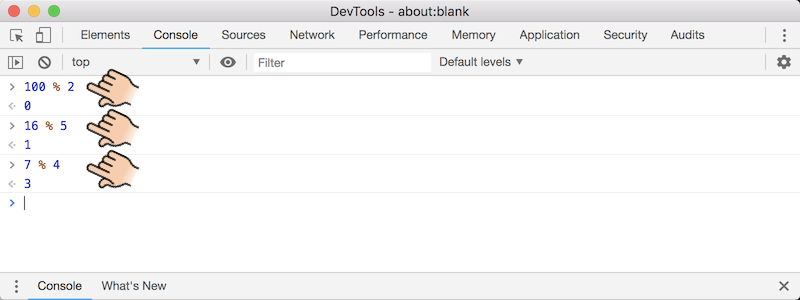 DevTools - about:blank
Elements Console Sources Network Performance Memory Application Security Audits
top Filter Default levels
> 100 % 2
0
> 16 % 5
1
> 7 % 4
3
>
Console What's New